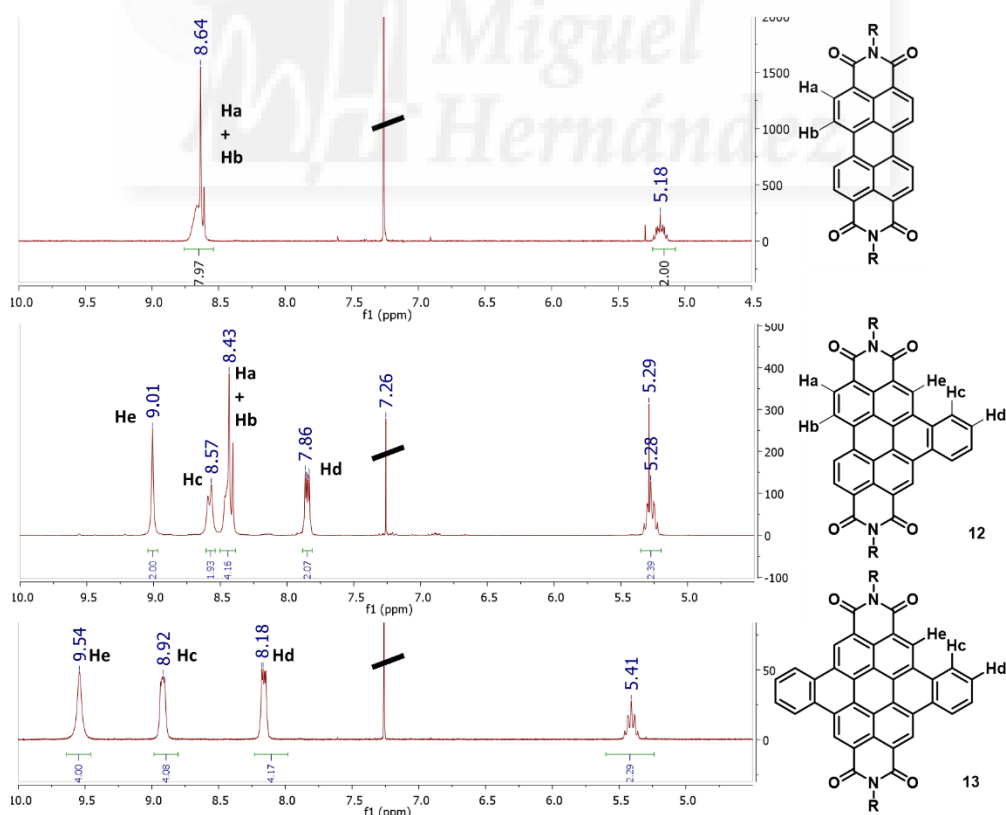 Miguel
Hernández
8.64
Ha
+
Hb
5.18
7.97
2.00
2000
1500
1000
500
0
10.0 9.5 9.0 8.5 8.0 7.5 7.0 6.5 6.0 5.5 5.0 4.5
f1 (ppm)
R
O N O
Ha
Hb
O N O
R
He
9.01
Hc
8.57
8.43
Ha
+
Hb
7.86
Hd
7.26
5.29
5.28
2.00
1.93
4.16
2.07
2.39
500
400
300
200
100
0
-100
10.0 9.5 9.0 8.5 8.0 7.5 7.0 6.5 6.0 5.5 5.0
f1 (ppm)
R
O N O
Ha
He
Hc
Hd
Hb
O N O
R
12
9.54
He
8.92
Hc
8.18
Hd
5.41
4.00
4.08
4.17
2.29
50
0
10.0 9.5 9.0 8.5 8.0 7.5 7.0 6.5 6.0 5.5 5.0
f1 (ppm)
R
O N O
He
Hc
Hd
O N O
R
13